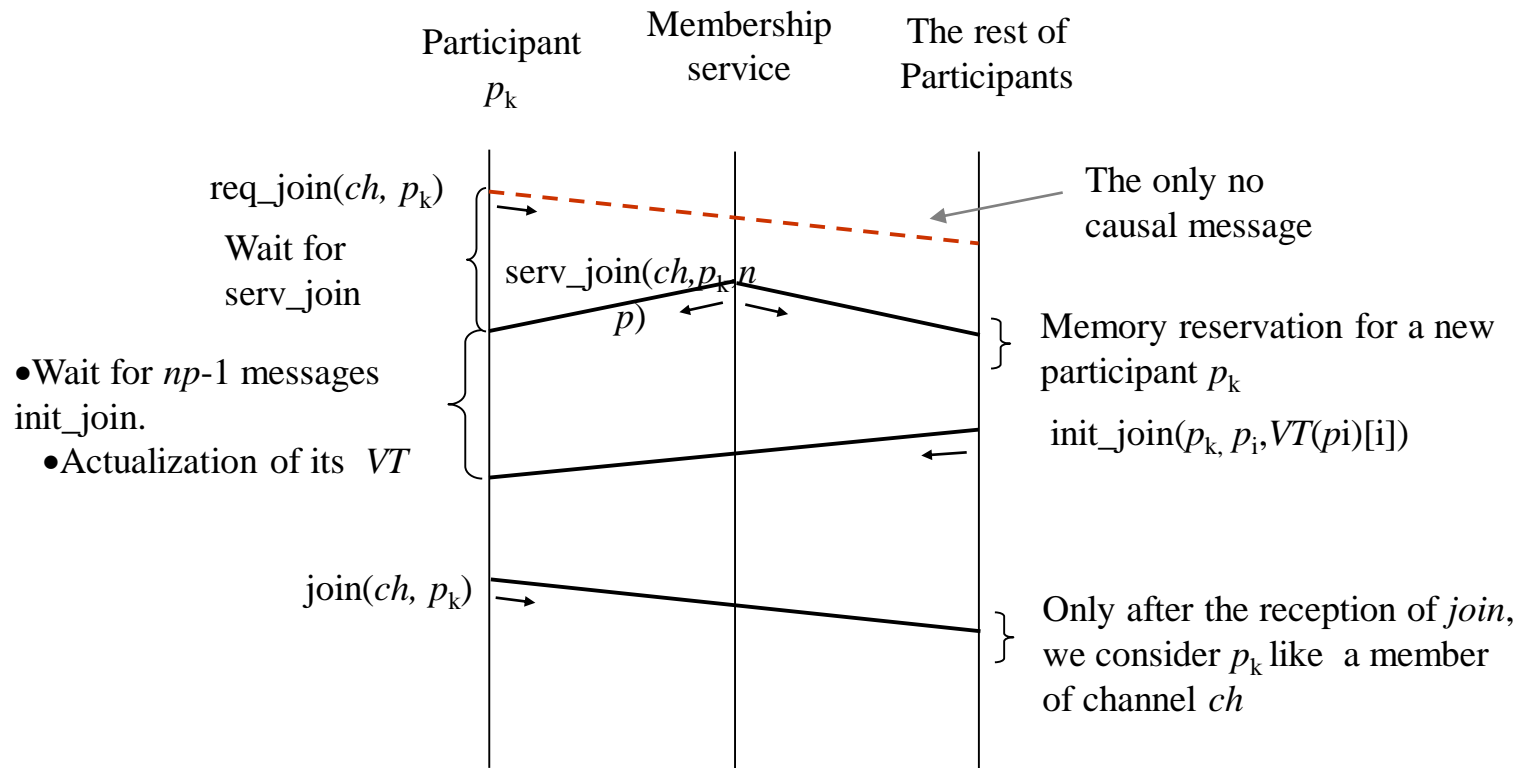 Participant
pk
Membership
service
The rest of
Participants
req_join(ch, pk)
Wait for
serv_join
The only no
causal message
serv_join(ch,pk,n
p)
Memory reservation for a new
participant pk
•Wait for np-1 messages
init_join.
•Actualization of its VT
init_join(pk, pi,VT(pi)[i])
join(ch, pk)
Only after the reception of join,
we consider pk like a member
of channel ch